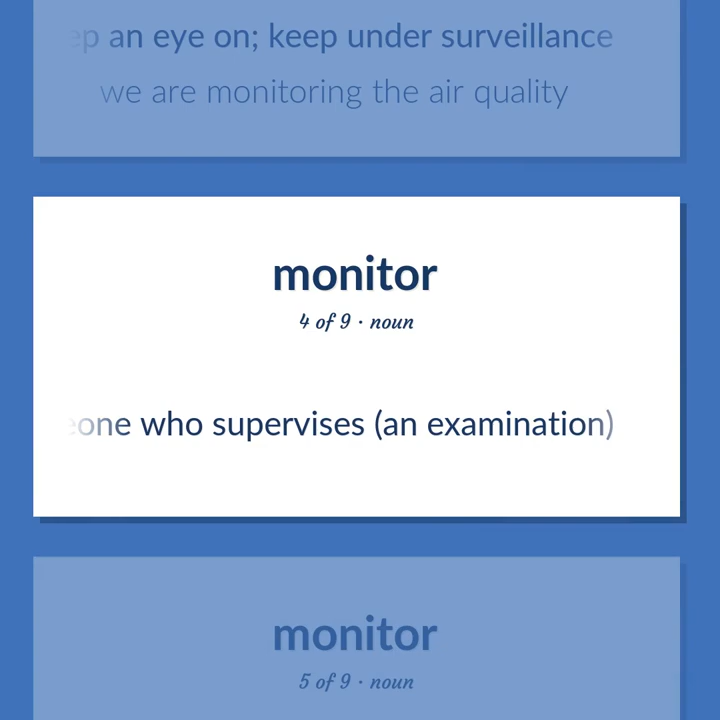 an eye on; keep under surveillance
we are monitoring the air quality
monitor
4 of 9 · noun
who supervises (an examination)
monitor
5 of 9 · noun